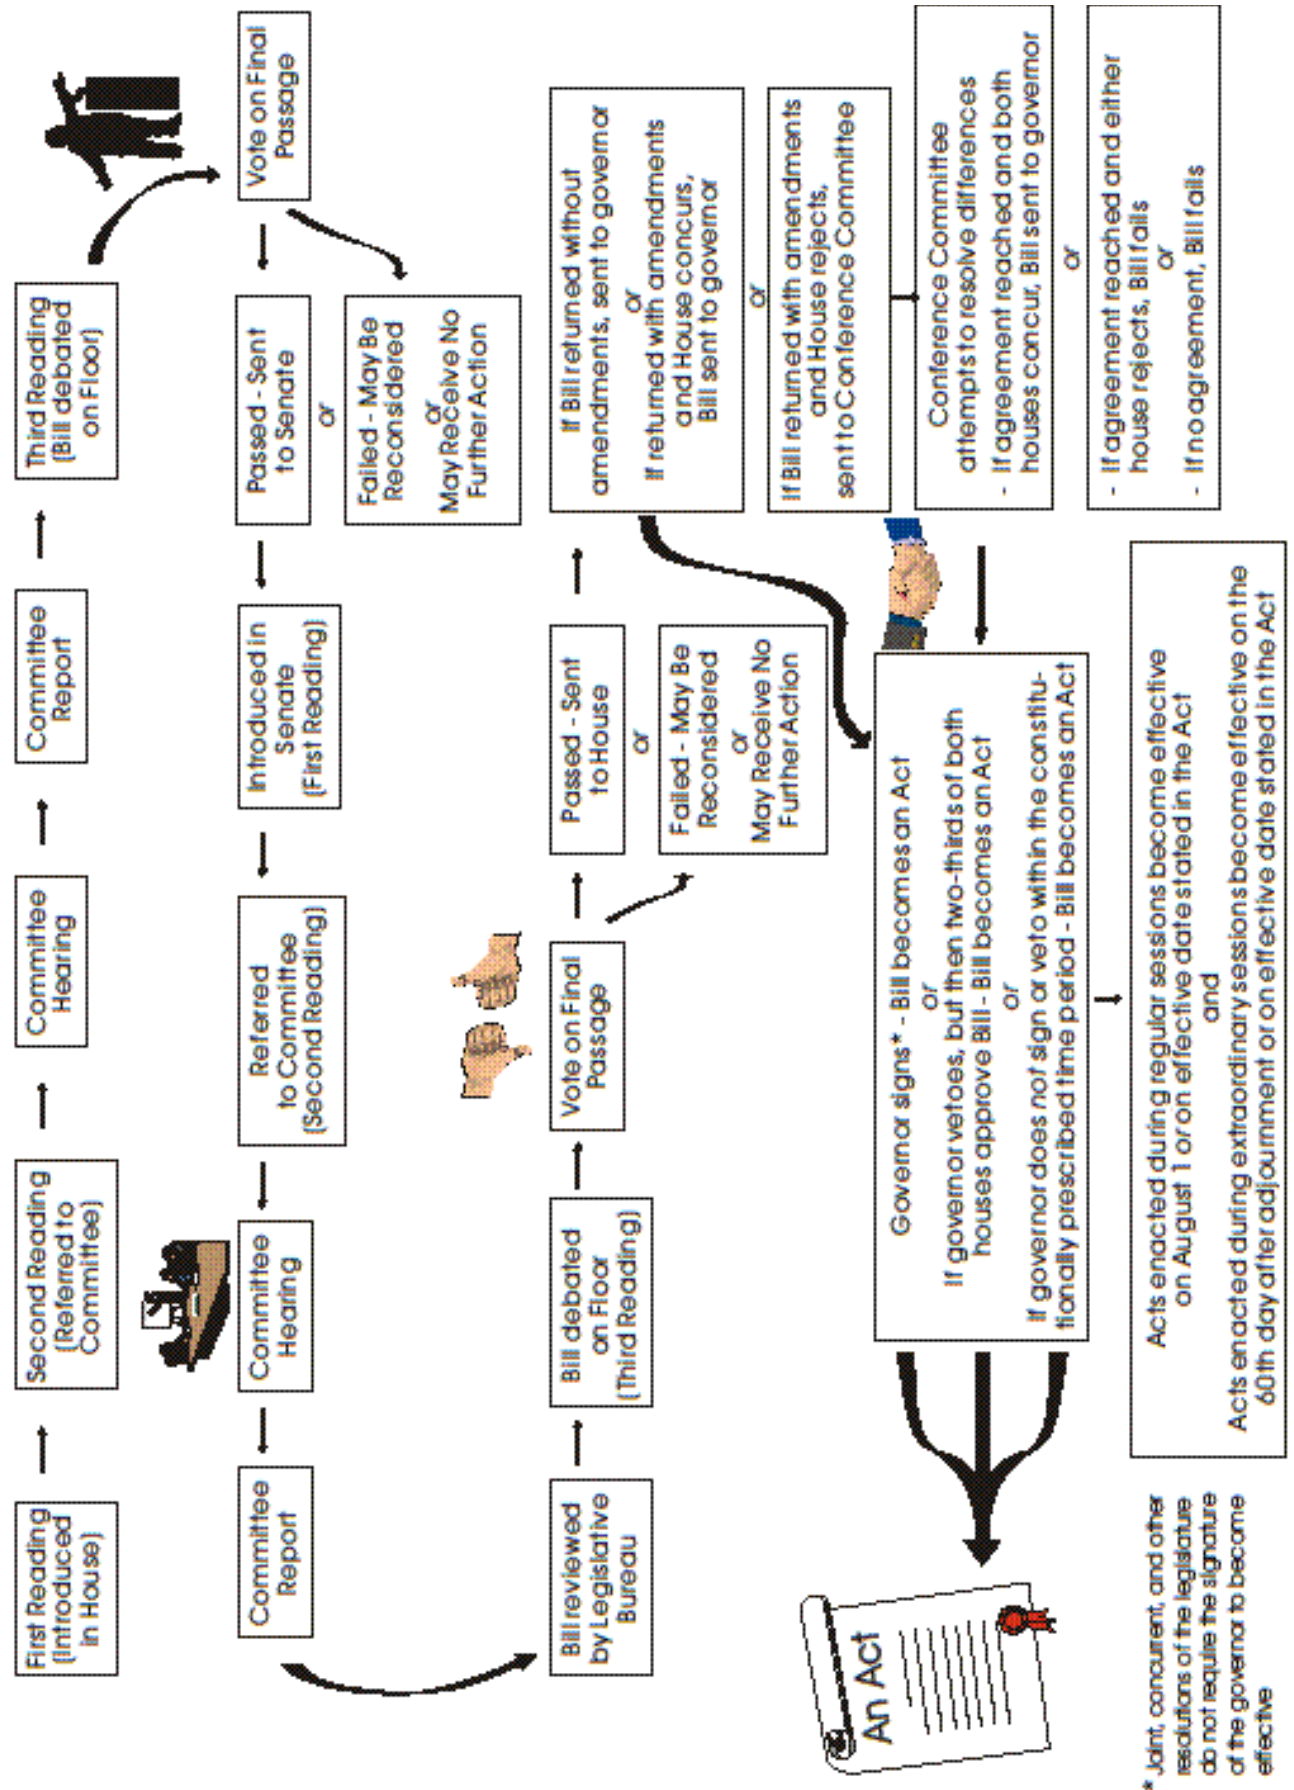 First Reading
(Introduced
in House)
Second Reading
(Referred to
Committee)
Committee
Hearing
Committee
Report
Third Reading
(Bill debated
on Floor)
Vote on Final
Passage
Passed - Sent
to Senate
or
Failed - May Be
Reconsidered
or
May Receive No
Further Action
Introduced in
Senate
(First Reading)
Referred
to Committee
(Second Reading)
Committee
Hearing
Committee
Report
Bill reviewed
by Legislative
Bureau
Bill debated
on Floor
(Third Reading)
Vote on Final
Passage
Passed - Sent
to House
or
Failed - May Be
Reconsidered
or
May Receive No
Further Action
If Bill returned without
amendments, sent to governor
or
If returned with amendments
and House concurs,
Bill sent to governor
or
If Bill returned with amendments
and House rejects,
sent to Conference Committee
Conference Committee
attempts to resolve differences
- If agreement reached and both
houses concur, Bill sent to governor
or
- If agreement reached and either
house rejects, Bill fails
or
- If no agreement, Bill fails
Governor signs* - Bill becomes an Act
or
If governor vetoes, but then two-thirds of both
houses approve Bill - Bill becomes an Act
or
If governor does not sign or veto within the constitu-
tionally prescribed time period - Bill becomes an Act
An Act
Acts enacted during regular sessions become effective
on August 1 or on effective date stated in the Act
and
Acts enacted during extraordinary sessions become effective on the
60th day after adjournment or on effective date stated in the Act
* Joint, concurrent, and other
resolutions of the legislature
do not require the signature
of the governor to become
effective